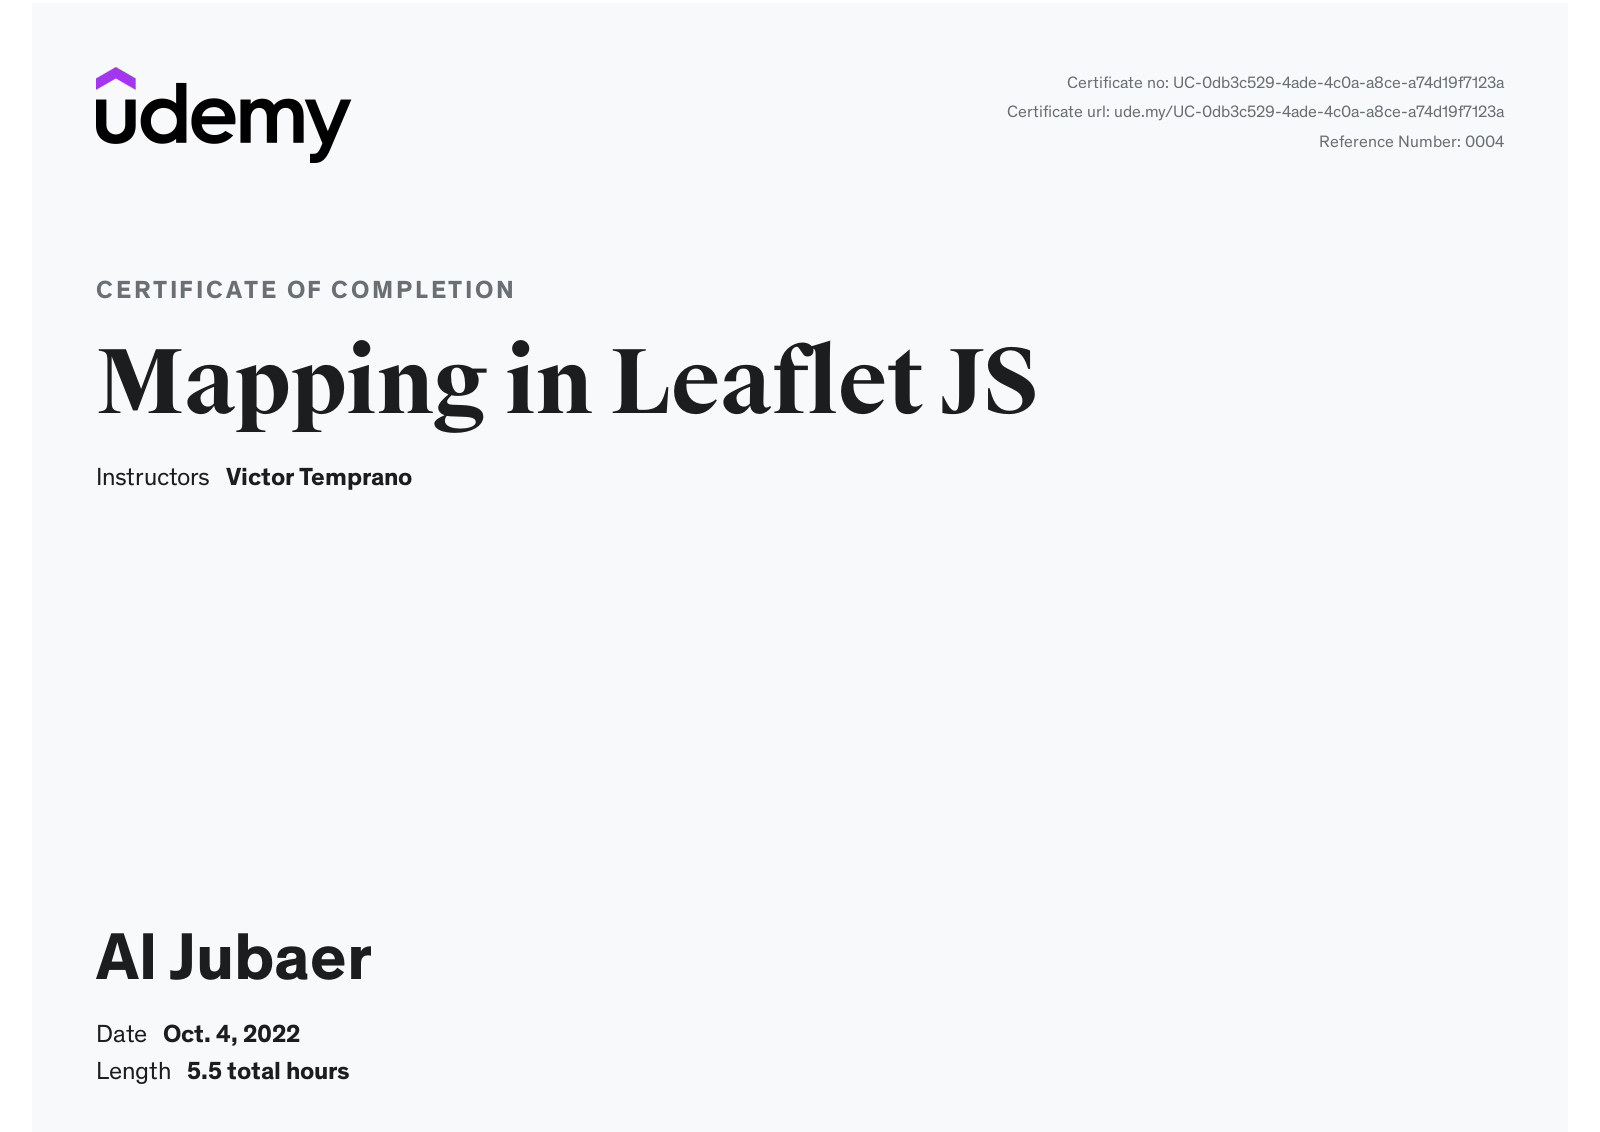 udemy
Certificate no: UC-0db3c529-4ade-4c0a-a8ce-a74d19f7123a
Certificate url: ude.my/UC-0db3c529-4ade-4c0a-a8ce-a74d19f7123a
Reference Number: 0004
CERTIFICATE OF COMPLETION
Mapping in Leaflet JS
Instructors Victor Temprano
Al Jubaer
Date Oct. 4, 2022
Length 5.5 total hours